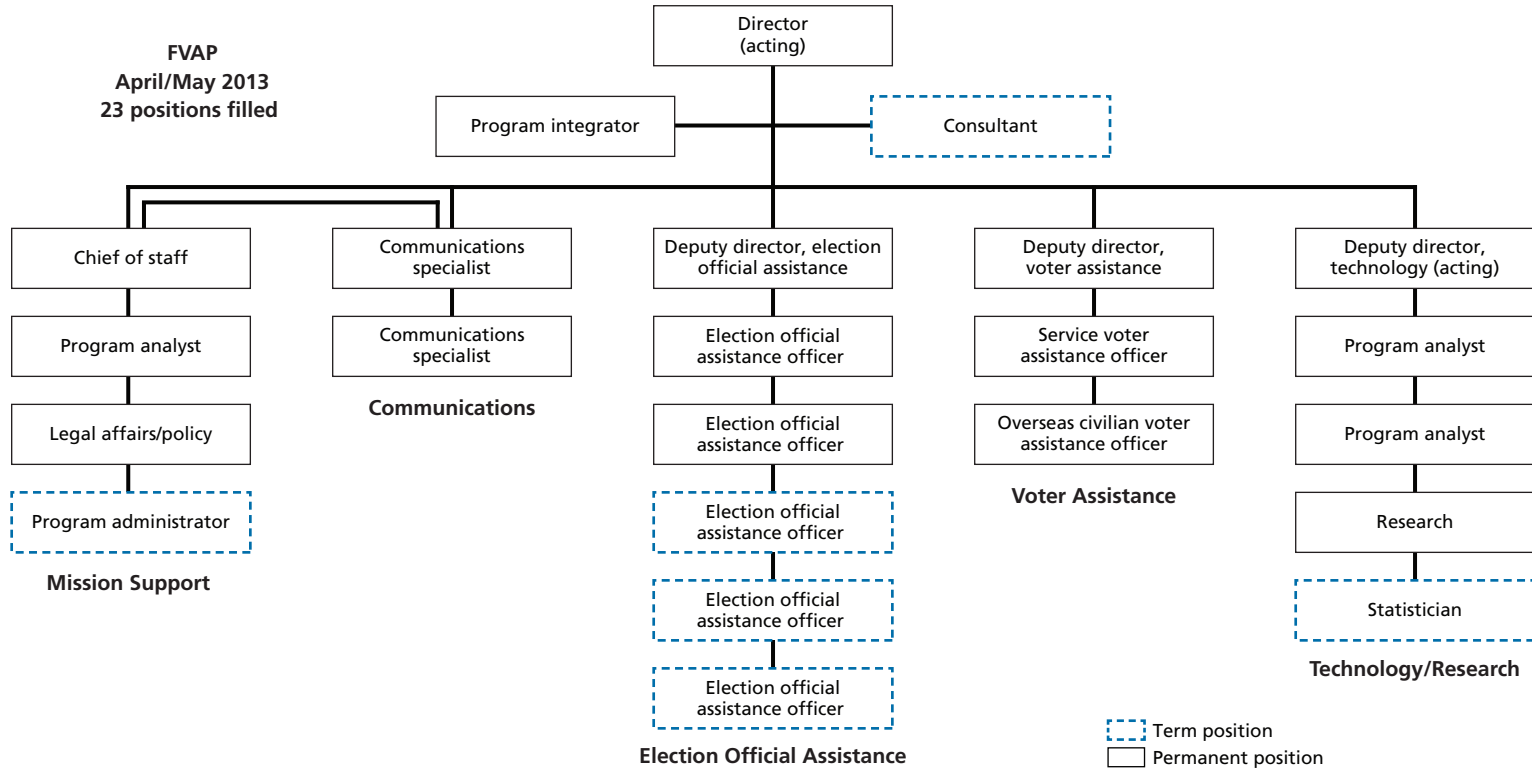 FVAP
April/May 2013
23 positions filled
Director
(acting)
Program integrator
Consultant
Chief of staff
Program analyst
Legal affairs/policy
Program administrator
Mission Support
Communications
specialist
Communications
specialist
Communications
Deputy director, election
official assistance
Election official
assistance officer
Election official
assistance officer
Election official
assistance officer
Election official
assistance officer
Election official
assistance officer
Election Official Assistance
Deputy director,
voter assistance
Service voter
assistance officer
Overseas civilian voter
assistance officer
Voter Assistance
Deputy director,
technology (acting)
Program analyst
Program analyst
Research
Statistician
Technology/Research
Term position
Permanent position